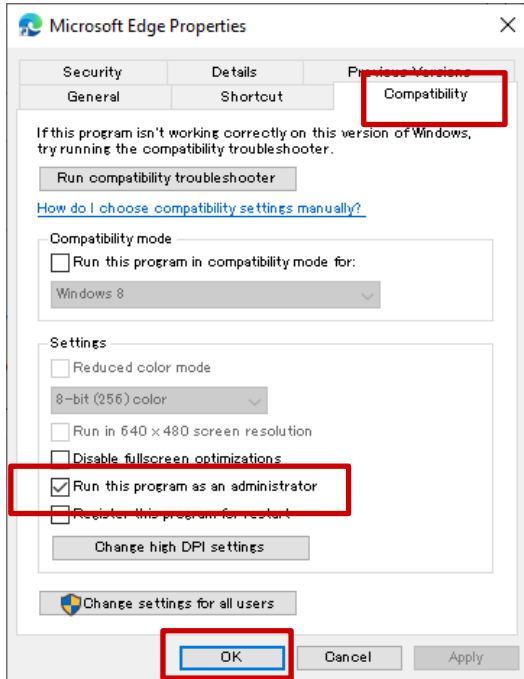 Microsoft Edge Properties
Security Details Previous Versions
General Shortcut Compatibility
If this program isn't working correctly on this version of Windows,
try running the compatibility troubleshooter.
Run compatibility troubleshooter
How do I choose compatibility settings manually?
Compatibility mode
Run this program in compatibility mode for:
Windows 8
Settings
Reduced color mode
8-bit (256) color
Run in 640 × 480 screen resolution
Disable fullscreen optimizations
Run this program as an administrator
Register this program for restart
Change high DPI settings
Change settings for all users
OK Cancel Apply